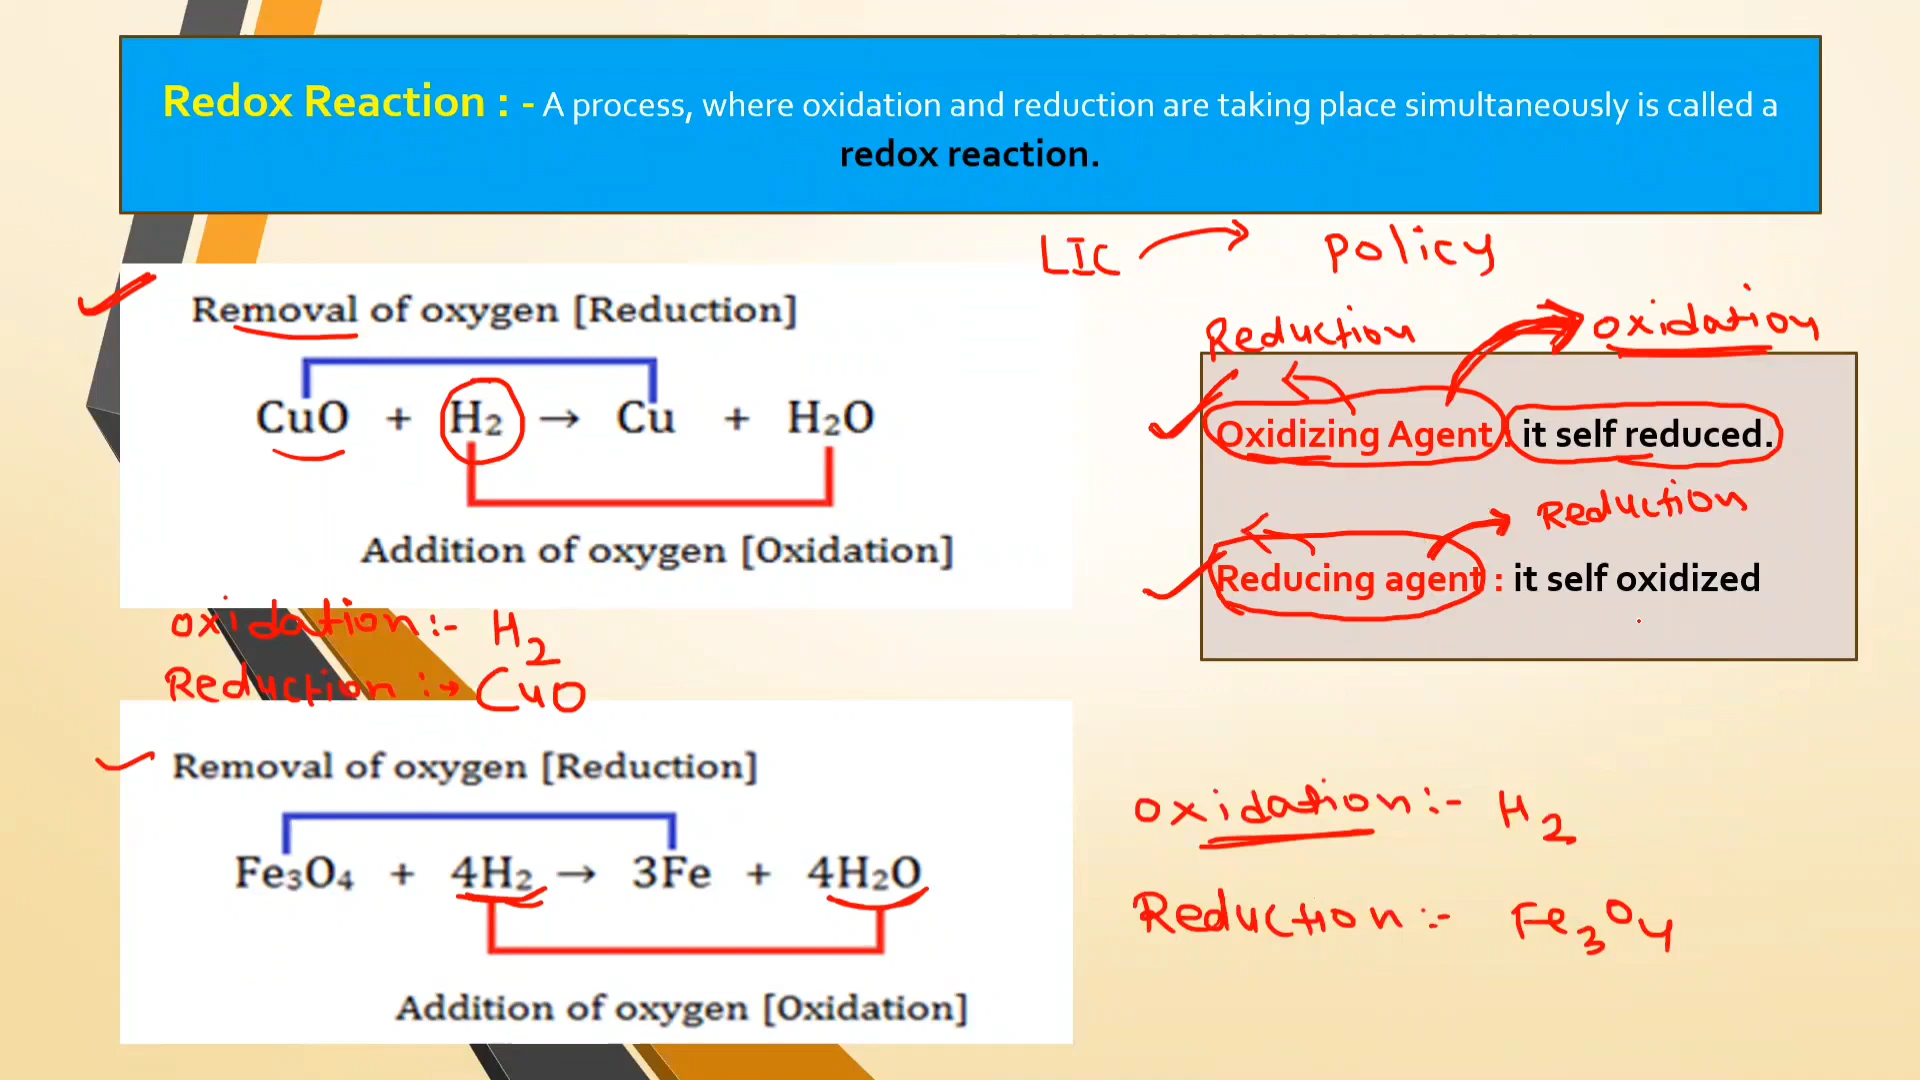 Redox Reaction : - A process, where oxidation and reduction are taking place simultaneously is called a
redox reaction.
LIC → Policy
Removal of oxygen [Reduction]
CuO + H₂ → Cu + H₂O
Addition of oxygen [Oxidation]
oxidation:- H₂
Reduction:→ CuO
Reduction
oxidation
Oxidizing Agent : it self reduced.
Reduction
Reducing agent : it self oxidized
Removal of oxygen [Reduction]
Fe₃O₄ + 4H₂ → 3Fe + 4H₂O
Addition of oxygen [Oxidation]
oxidation:- H₂
Reduction:- Fe₃O₄